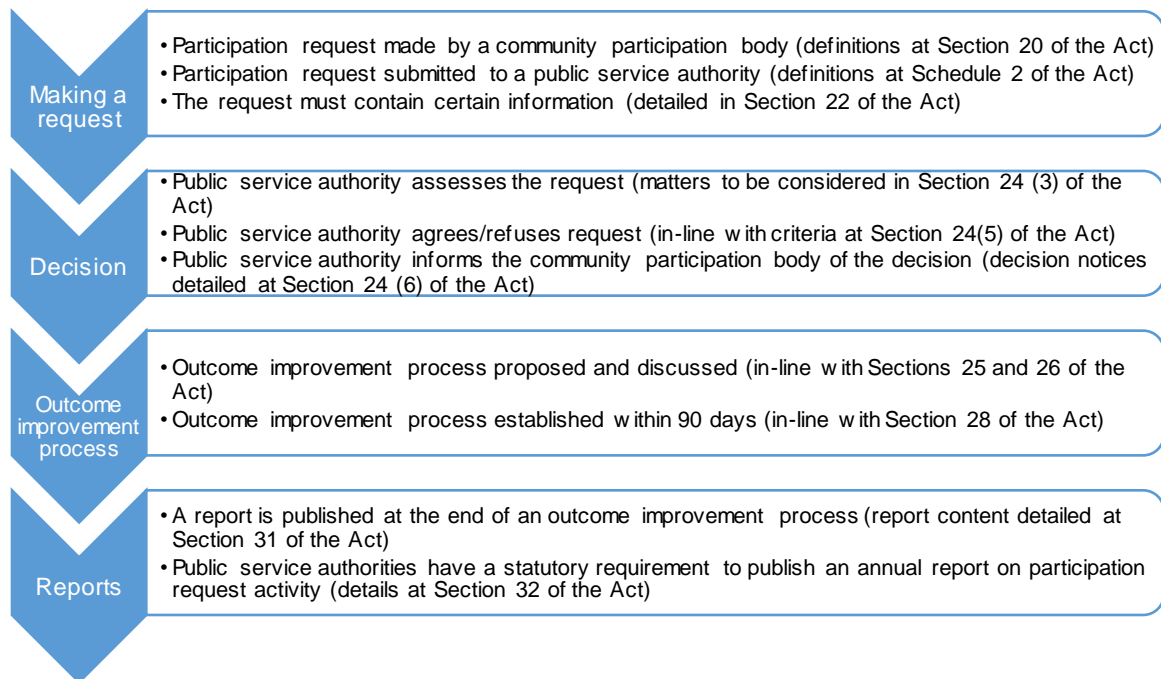 Making a
request
• Participation request made by a community participation body (definitions at Section 20 of the Act)
• Participation request submitted to a public service authority (definitions at Schedule 2 of the Act)
• The request must contain certain information (detailed in Section 22 of the Act)
Decision
• Public service authority assesses the request (matters to be considered in Section 24 (3) of the
Act)
• Public service authority agrees/refuses request (in-line with criteria at Section 24(5) of the Act)
• Public service authority informs the community participation body of the decision (decision notices
detailed at Section 24 (6) of the Act)
Outcome
improvement
process
• Outcome improvement process proposed and discussed (in-line with Sections 25 and 26 of the
Act)
• Outcome improvement process established within 90 days (in-line with Section 28 of the Act)
Reports
• A report is published at the end of an outcome improvement process (report content detailed at
Section 31 of the Act)
• Public service authorities have a statutory requirement to publish an annual report on participation
request activity (details at Section 32 of the Act)